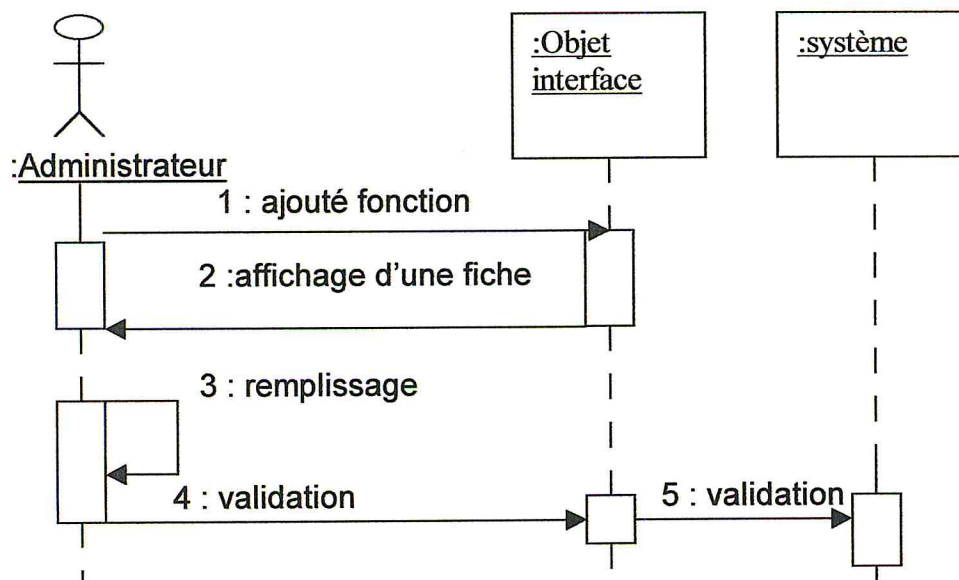 :Objet
interface
:système
:Administrateur
1 : ajouté fonction
2 :affichage d'une fiche
3 : remplissage
4 : validation
5 : validation